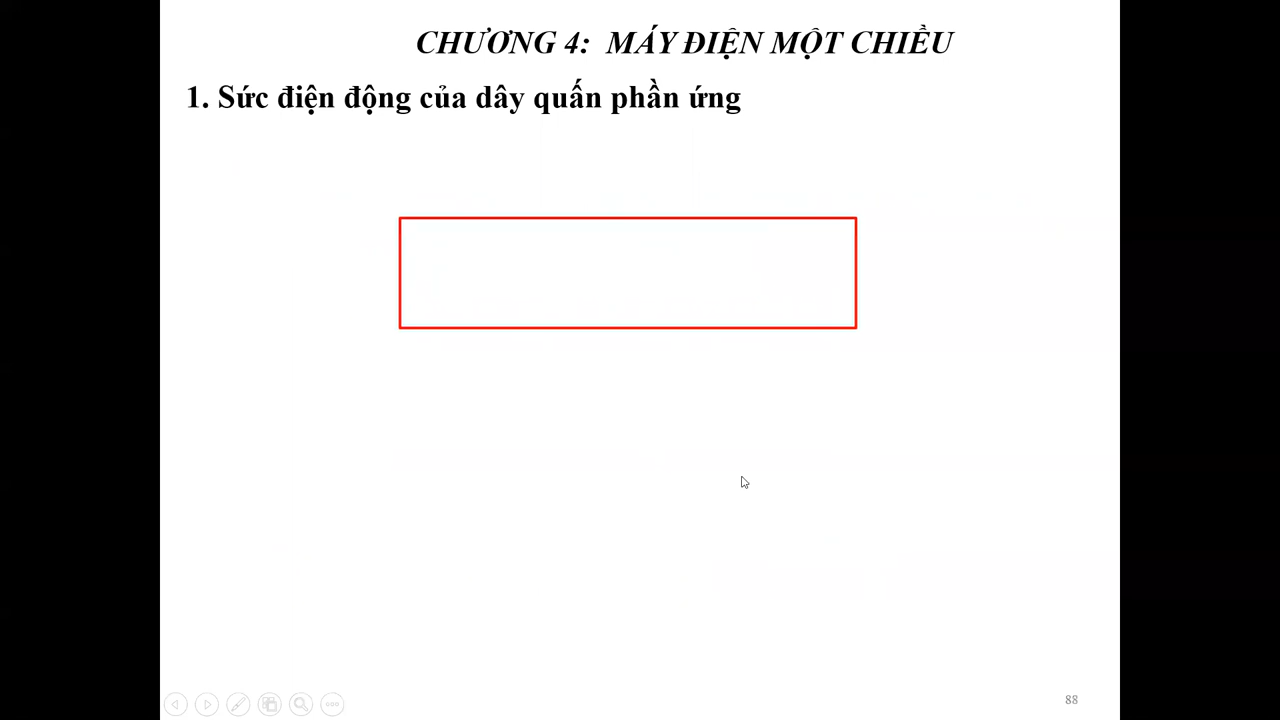 CHƯƠNG 4: MÁY ĐIỆN MỘT CHIỀU
1. Sức điện động của dây quấn phần ứng
88